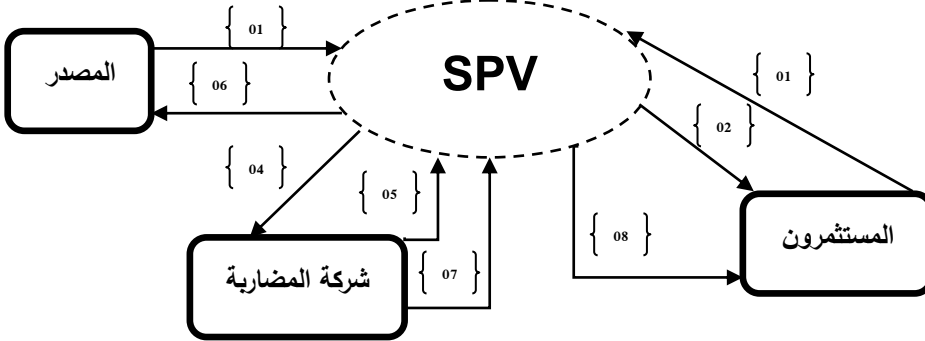 { 01 }
المصدر
SPV
{ 06 }
{ 01 }
{ 02 }
{ 04 }
{ 05 }
المستثمرون
{ 08 }
{ 07 }
شركة المضاربة